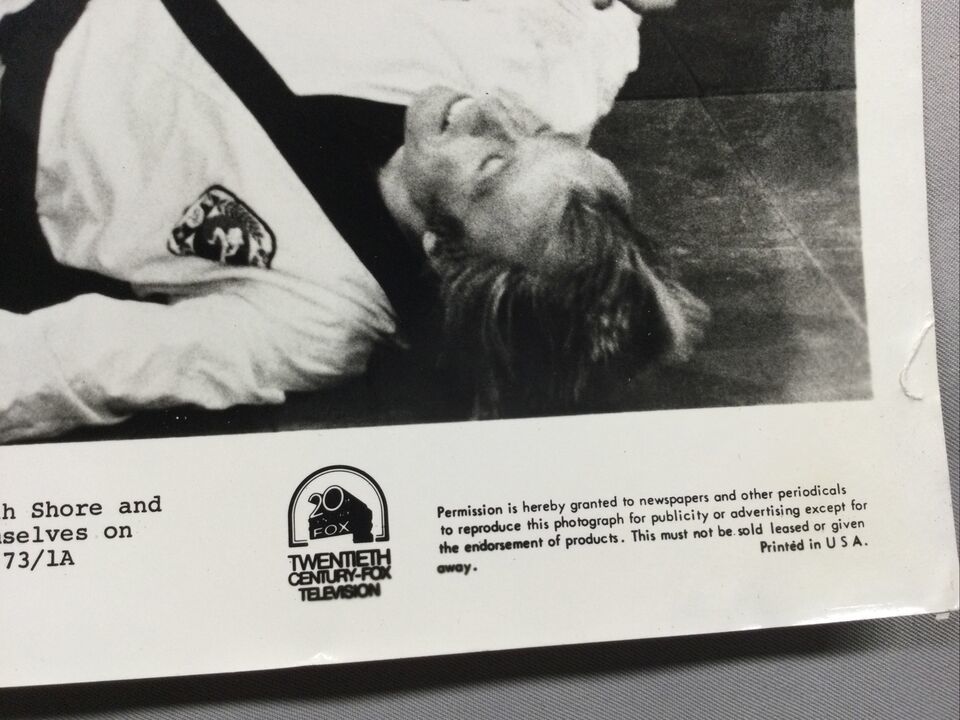 h Shore and
selves on
73/1A
20
FOX
TWENTIETH
CENTURY-FOX
TELEVISION
Permission is hereby granted to newspapers and other periodicals
to reproduce this photograph for publicity or advertising except for
the endorsement of products. This must not be sold leased or given
away.
Printed in U S A.